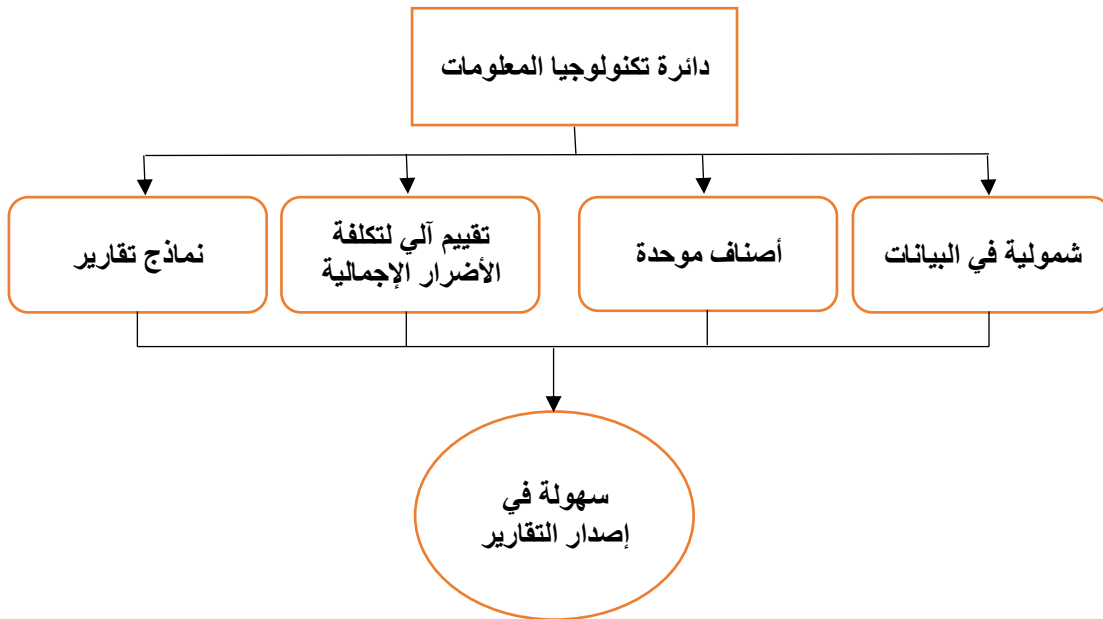 دائرة تكنولوجيا المعلومات
شمولية في البيانات
أصناف موحدة
تقييم آلي لتكلفة
الأضرار الإجمالية
نماذج تقارير
سهولة في
إصدار التقارير